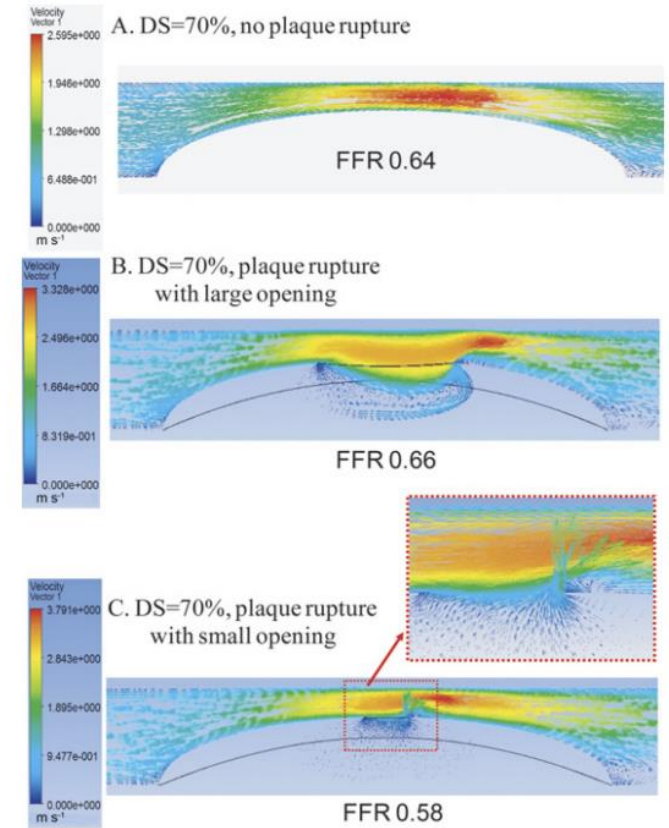 Velocity
Vector 1
2.595e+000
1.946e+000
1.298e+000
6.488e-001
0.000e+000
m s⁻¹
A. DS=70%, no plaque rupture
FFR 0.64
Velocity
Vector 1
3.328e+000
2.496e+000
1.664e+000
8.319e-001
0.000e+000
m s⁻¹
B. DS=70%, plaque rupture
with large opening
FFR 0.66
Velocity
Vector 1
3.791e+000
2.843e+000
1.895e+000
9.477e-001
0.000e+000
m s⁻¹
C. DS=70%, plaque rupture
with small opening
FFR 0.58